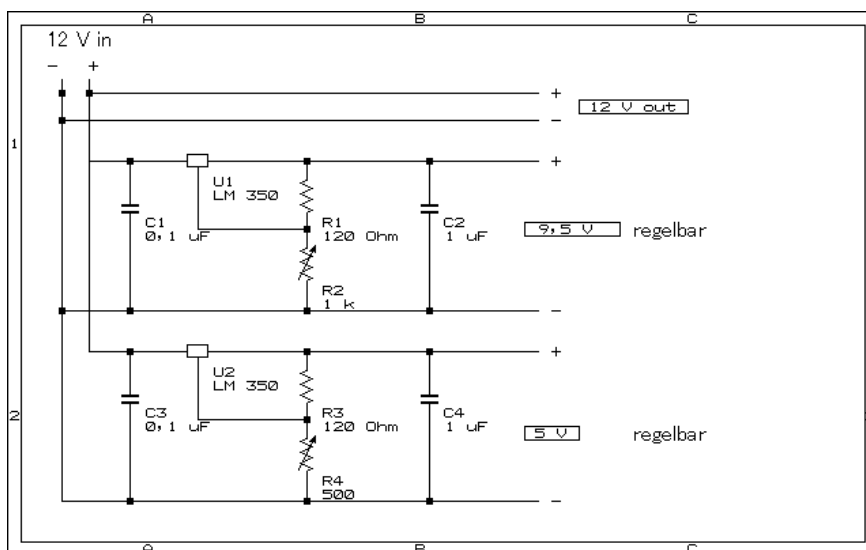 A B C
12 V in
- +
+
12 V out
-
1
+
U1
LM 350
C1
0,1 uF
R1
120 Ohm
C2
1 uF
9,5 V regelbar
R2
1 k
-
+
U2
LM 350
2
C3
0,1 uF
R3
120 Ohm
C4
1 uF
5 V regelbar
R4
500
-
A B C